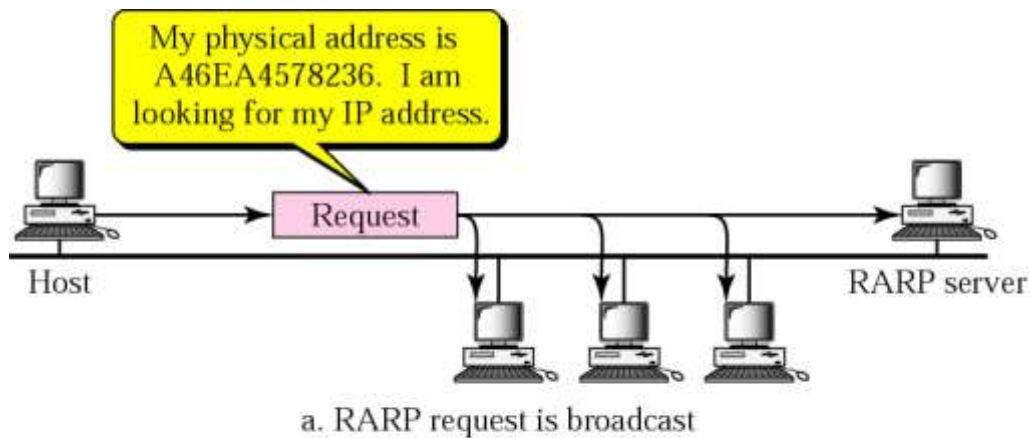 My physical address is
A46EA4578236. I am
looking for my IP address.
Request
Host
RARP server
a. RARP request is broadcast